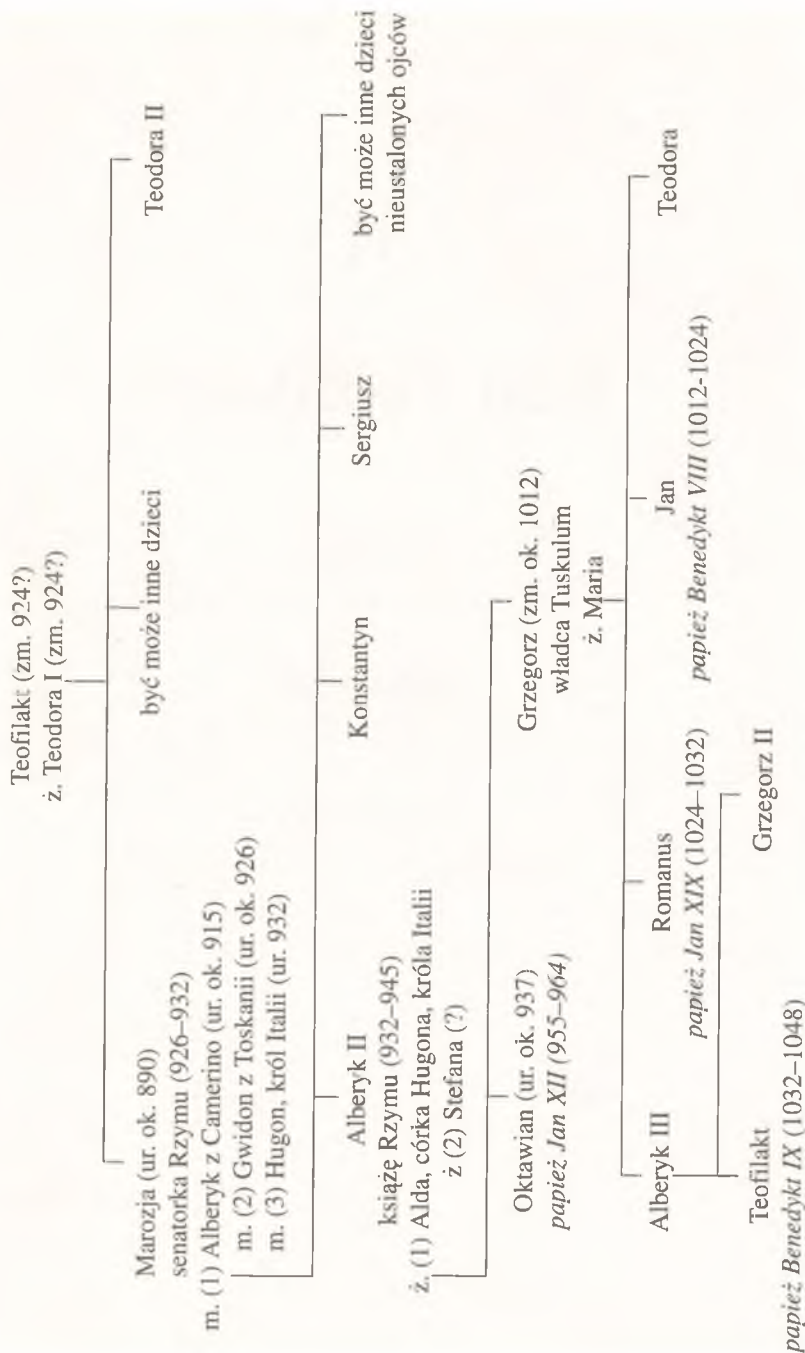 Teofilakt (zm. 924?)
ż. Teodora I (zm. 924?)
Marozja (ur. ok. 890)
senatorka Rzymu (926–932)
m. (1) Alberyk z Camerino (ur. ok. 915)
m. (2) Gwidon z Toskanii (ur. ok. 926)
m. (3) Hugon, król Italii (ur. 932)
być może inne dzieci
Teodora II
Alberyk II
książę Rzymu (932–945)
ż. (1) Alda, córka Hugona, króla Italii
ż (2) Stefana (?)
Konstantyn
Sergiusz
być może inne dzieci
nieustalonych ojców
Oktawian (ur. ok. 937)
papież Jan XII (955–964)
Grzegorz (zm. ok. 1012)
władca Tuskulum
ż. Maria
Alberyk III
Romanus
papież Jan XIX (1024–1032)
Jan
papież Benedykt VIII (1012-1024)
Teodora
Teofilakt
papież Benedykt IX (1032–1048)
Grzegorz II